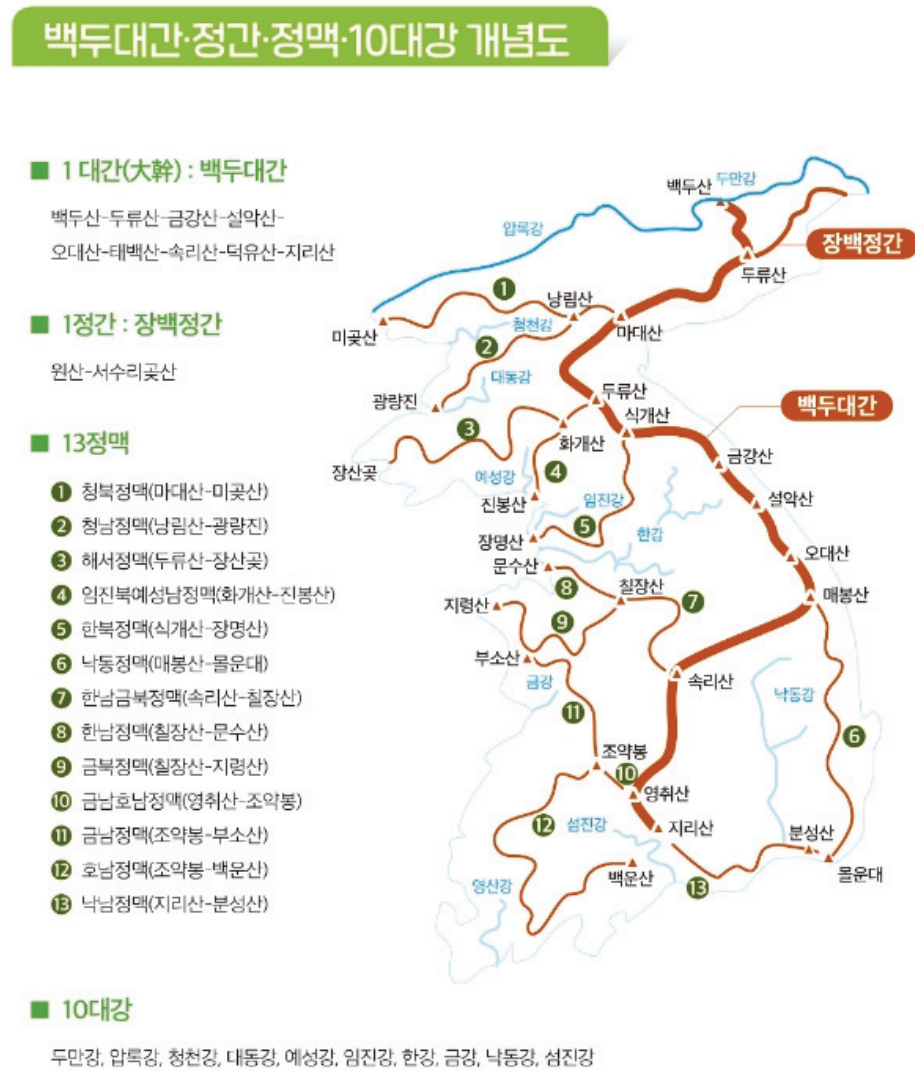 백두대간·정간·정맥·10대강 개념도
■ 1 대간(大幹) : 백두대간
백두산-두류산-금강산-설악산-
오대산-태백산-속리산-덕유산-지리산
■ 1정간 : 장백정간
원산-서수리곶산
■ 13정맥
1 청북정맥(마대산-미곶산)
2 청남정맥(낭림산-광량진)
3 해서정맥(두류산-장산곶)
4 임진북예성남정맥(화개산-진봉산)
5 한북정맥(식개산-장명산)
6 낙동정맥(매봉산-몰운대)
7 한남금북정맥(속리산-칠장산)
8 한남정맥(칠장산-문수산)
9 금북정맥(칠장산-지령산)
10 금남호남정맥(영취산-조약봉)
11 금남정맥(조약봉-부소산)
12 호남정맥(조약봉-백운산)
13 낙남정맥(지리산-분성산)
■ 10대강
두만강, 압록강, 청천강, 대동강, 예성강, 임진강, 한강, 금강, 낙동강, 섬진강
두만강
백두산
압록강
장백정간
두류산
1
낭림산
미곶산
청천강
마대산
2
대동강
광량진
두류산
식개산
백두대간
3
화개산
장산곶
금강산
예성강
4
진봉산
임진강
설악산
5
한강
장명산
문수산
오대산
8
칠장산
7
매봉산
지령산
9
부소산
속리산
금강
낙동강
11
6
조약봉
10
영취산
12
섬진강
지리산
분성산
백운산
몰운대
영산강
13